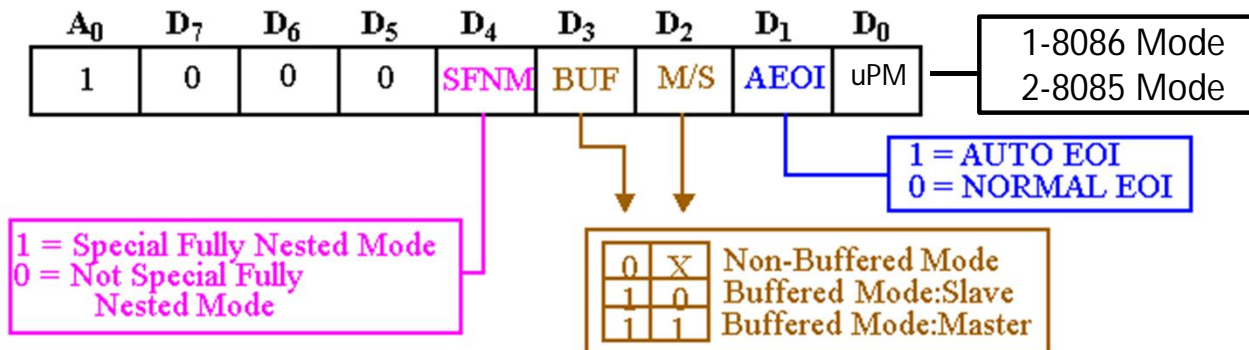 A0 D7 D6 D5 D4 D3 D2 D1 D0
1 0 0 0 SFNM BUF M/S AEOI uPM
1-8086 Mode
2-8085 Mode
1 = AUTO EOI
0 = NORMAL EOI
1 = Special Fully Nested Mode
0 = Not Special Fully
Nested Mode
0 X Non-Buffered Mode
1 0 Buffered Mode:Slave
1 1 Buffered Mode:Master